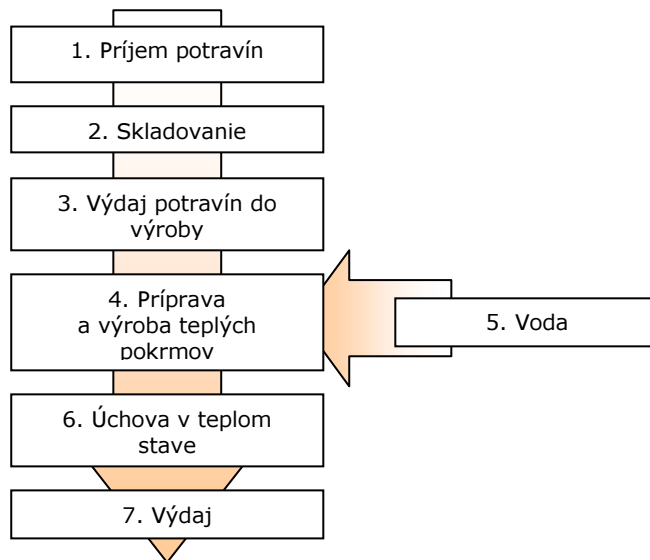 1. Príjem potravín
2. Skladovanie
3. Výdaj potravín do
výroby
4. Príprava
a výroba teplých
pokrmov
5. Voda
6. Úchova v teplom
stave
7. Výdaj